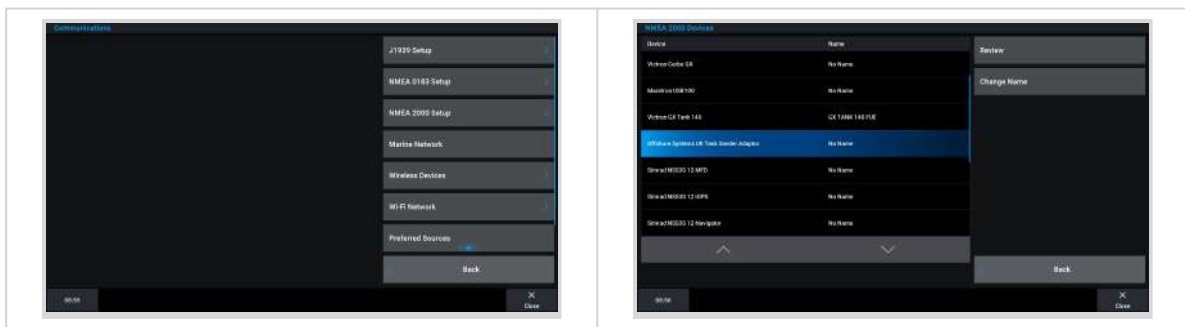 Communications
J1939 Setup
NMEA 0183 Setup
NMEA 2000 Setup
Marine Network
Wireless Devices
Wi-Fi Network
Preferred Sources
Back
Close
NMEA 2000 Devices
Device Name
Victron Cerbo GX No Name
Maretron USB100 No Name
Victron GX Tank 140 GX TANK 140 FUE
Offshore Systems UK Tank Sender Adaptor No Name
Simrad NSS3G 12 MFD No Name
Simrad NSS3G 12 iGPS No Name
Simrad NSS3G 12 Navigator No Name
Review
Change Name
Back
Close